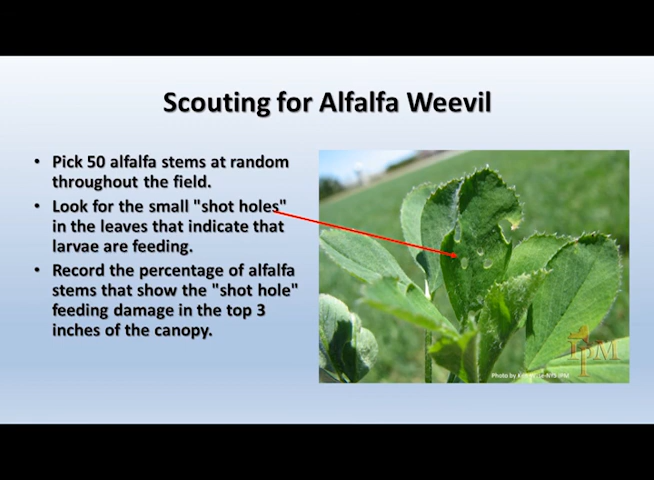 Scouting for Alfalfa Weevil
• Pick 50 alfalfa stems at random
throughout the field.
• Look for the small "shot holes"
in the leaves that indicate that
larvae are feeding.
• Record the percentage of alfalfa
stems that show the "shot hole"
feeding damage in the top 3
inches of the canopy.
IPM
Photo by